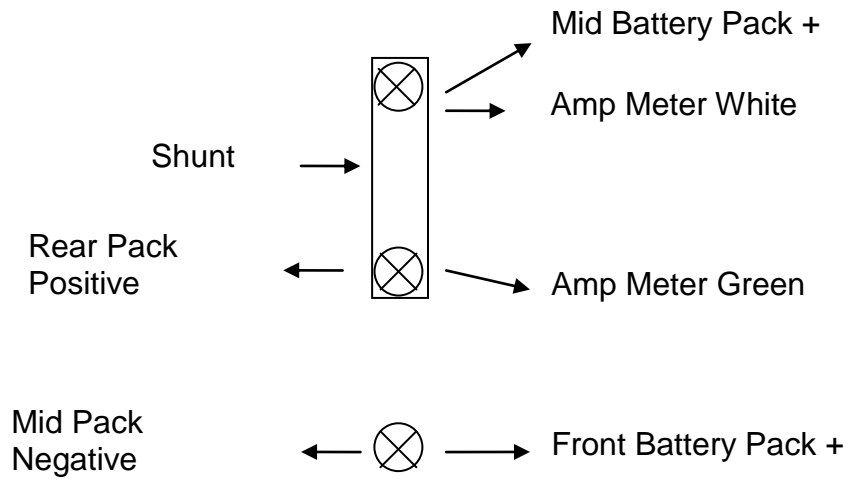 Mid Battery Pack +
Amp Meter White
Shunt
Rear Pack
Positive
Amp Meter Green
Mid Pack
Negative
Front Battery Pack +